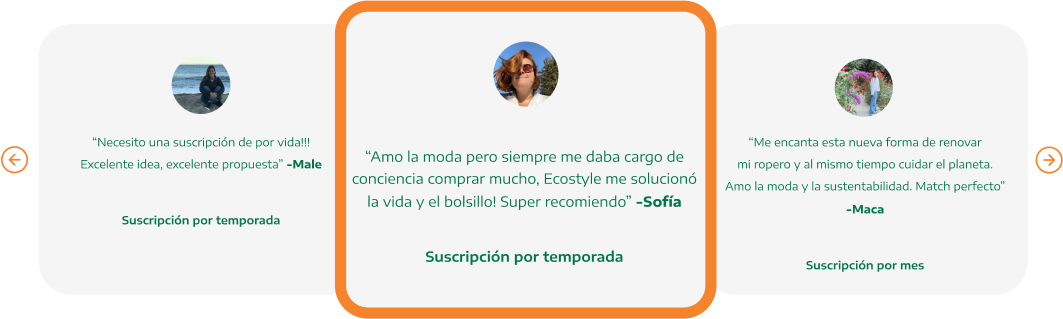 “Necesito una suscripción de por vida!!!
Excelente idea, excelente propuesta” -Male
Suscripción por temporada
“Amo la moda pero siempre me daba cargo de
conciencia comprar mucho, Ecostyle me solucionó
la vida y el bolsillo! Super recomiendo” -Sofía
Suscripción por temporada
“Me encanta esta nueva forma de renovar
mi ropero y al mismo tiempo cuidar el planeta.
Amo la moda y la sustentabilidad. Match perfecto”
-Maca
Suscripción por mes